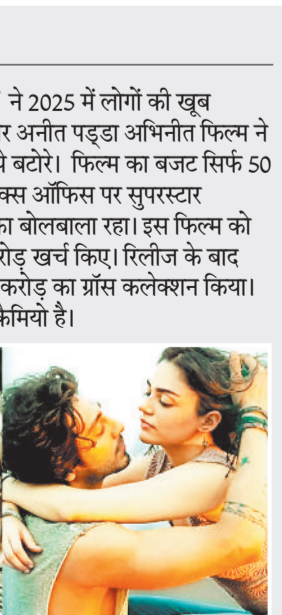 ने 2025 में लोगों की खूब
र अनीत पड्डा अभिनीत फिल्म ने
बटोरे। फिल्म का बजट सिर्फ 50
क्स ऑफिस पर सुपरस्टार
का बोलबाला रहा। इस फिल्म को
रोड़ खर्च किए। रिलीज के बाद
करोड़ का ग्रॉस कलेक्शन किया।
कैमियो है।